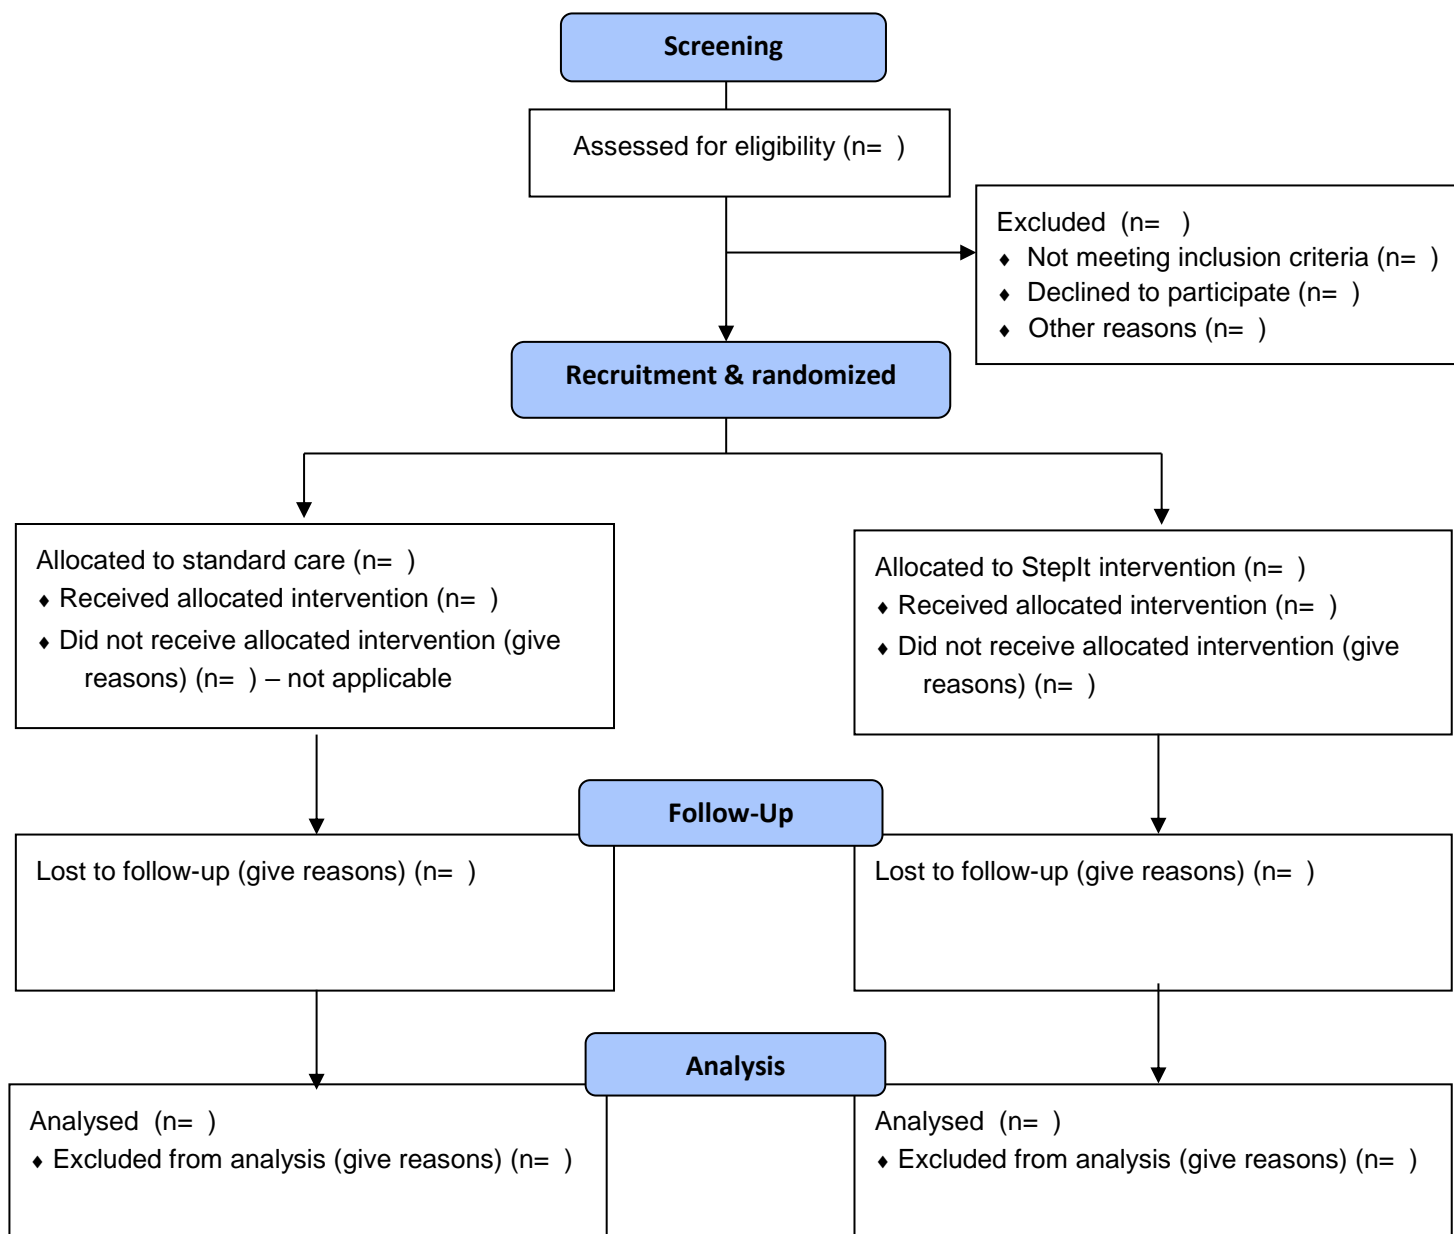 Screening
Assessed for eligibility (n=  )
Excluded  (n=   )
♦ Not meeting inclusion criteria (n=  )
♦ Declined to participate (n=  )
♦ Other reasons (n=  )
Recruitment & randomized
Allocated to standard care (n=  )
♦ Received allocated intervention (n=  )
♦ Did not receive allocated intervention (give
reasons) (n=  ) – not applicable
Allocated to StepIt intervention (n=  )
♦ Received allocated intervention (n=  )
♦ Did not receive allocated intervention (give
reasons) (n=  )
Follow-Up
Lost to follow-up (give reasons) (n=  )
Lost to follow-up (give reasons) (n=  )
Analysis
Analysed  (n=  )
♦ Excluded from analysis (give reasons) (n=  )
Analysed  (n=  )
♦ Excluded from analysis (give reasons) (n=  )